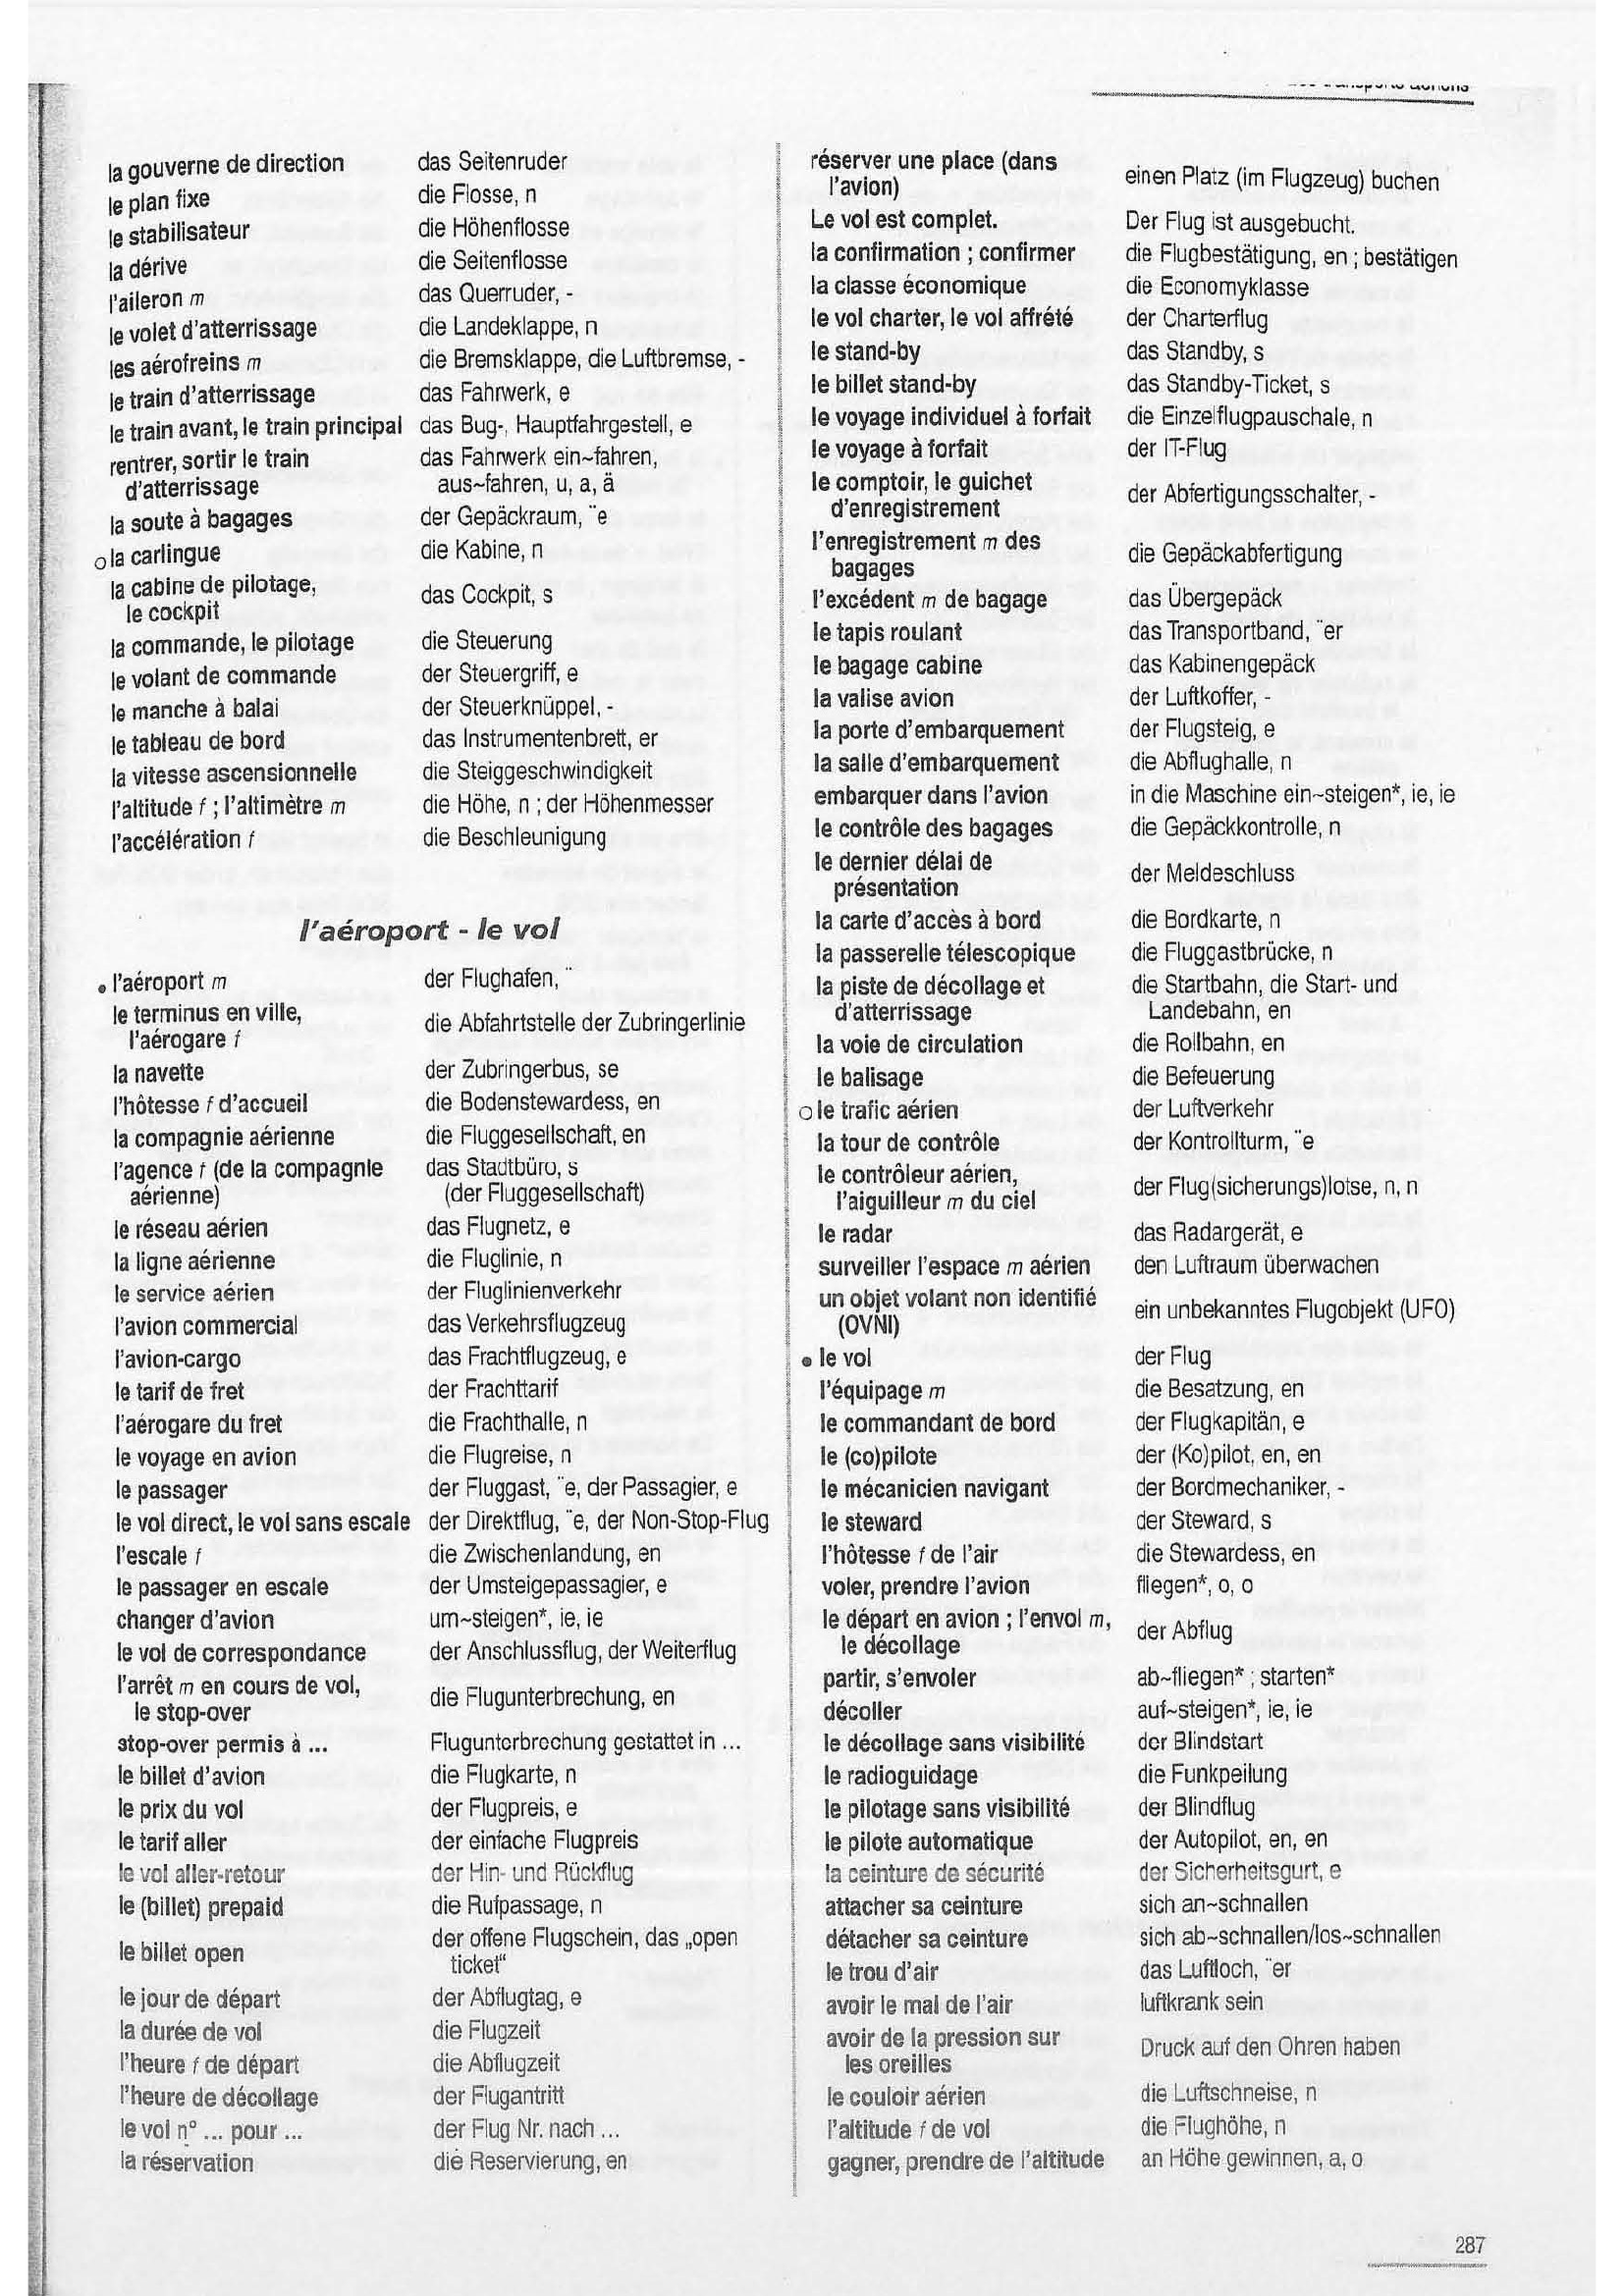 la gouverne de direction das Seitenruder
le plan fixe die Flosse, n
le stabilisateur die Höhenflosse
la dérive die Seitenflosse
l'aileron m das Querruder, -
le volet d'atterrissage die Landeklappe, n
les aérofreins m die Bremsklappe, die Luftbremse, -
le train d'atterrissage das Fahrwerk, e
le train avant, le train principal das Bug-, Hauptfahrgestell, e
rentrer, sortir le train das Fahrwerk ein~fahren,
d'atterrissage aus~fahren, u, a, ä
la soute à bagages der Gepäckraum, ¨e
o la carlingue die Kabine, n
la cabine de pilotage,
le cockpit das Cockpit, s
la commande, le pilotage die Steuerung
le volant de commande der Steuergriff, e
le manche à balai der Steuerknüppel, -
le tableau de bord das Instrumentenbrett, er
la vitesse ascensionnelle die Steiggeschwindigkeit
l'altitude f ; l'altimètre m die Höhe, n ; der Höhenmesser
l'accélération f die Beschleunigung
l'aéroport - le vol
• l'aéroport m der Flughafen, ¨
le terminus en ville,
l'aérogare f die Abfahrtstelle der Zubringerlinie
la navette der Zubringerbus, se
l'hôtesse f d'accueil die Bodenstewardess, en
la compagnie aérienne die Fluggesellschaft, en
l'agence f (de la compagnie das Stadtbüro, s
aérienne) (der Fluggesellschaft)
le réseau aérien das Flugnetz, e
la ligne aérienne die Fluglinie, n
le service aérien der Fluglinienverkehr
l'avion commercial das Verkehrsflugzeug
l'avion-cargo das Frachtflugzeug, e
le tarif de fret der Frachttarif
l'aérogare du fret die Frachthalle, n
le voyage en avion die Flugreise, n
le passager der Fluggast, ¨e, der Passagier, e
le vol direct, le vol sans escale der Direktflug, ¨e, der Non-Stop-Flug
l'escale f die Zwischenlandung, en
le passager en escale der Umsteigepassagier, e
changer d'avion um~steigen*, ie, ie
le vol de correspondance der Anschlussflug, der Weiterflug
l'arrêt m en cours de vol,
le stop-over die Flugunterbrechung, en
stop-over permis à ... Flugunterbrechung gestattet in ...
le billet d'avion die Flugkarte, n
le prix du vol der Flugpreis, e
le tarif aller der einfache Flugpreis
le vol aller-retour der Hin- und Rückflug
le (billet) prepaid die Rufpassage, n
le billet open der offene Flugschein, das „open
ticket“
le jour de départ der Abflugtag, e
la durée de vol die Flugzeit
l'heure f de départ die Abflugzeit
l'heure de décollage der Flugantritt
le vol n° ... pour ... der Flug Nr. nach ...
la réservation die Reservierung, en
réserver une place (dans
l'avion) einen Platz (im Flugzeug) buchen
Le vol est complet. Der Flug ist ausgebucht.
la confirmation ; confirmer die Flugbestätigung, en ; bestätigen
la classe économique die Economyklasse
le vol charter, le vol affrété der Charterflug
le stand-by das Standby, s
le billet stand-by das Standby-Ticket, s
le voyage individuel à forfait die Einzelflugpauschale, n
le voyage à forfait der IT-Flug
le comptoir, le guichet
d'enregistrement der Abfertigungsschalter, -
l'enregistrement m des
bagages die Gepäckabfertigung
l'excédent m de bagage das Übergepäck
le tapis roulant das Transportband, ¨er
le bagage cabine das Kabinengepäck
la valise avion der Luftkoffer, -
la porte d'embarquement der Flugsteig, e
la salle d'embarquement die Abflughalle, n
embarquer dans l'avion in die Maschine ein~steigen*, ie, ie
le contrôle des bagages die Gepäckkontrolle, n
le dernier délai de
présentation der Meldeschluss
la carte d'accès à bord die Bordkarte, n
la passerelle télescopique die Fluggastbrücke, n
la piste de décollage et die Startbahn, die Start- und
d'atterrissage Landebahn, en
la voie de circulation die Rollbahn, en
le balisage die Befeuerung
o le trafic aérien der Luftverkehr
la tour de contrôle der Kontrollturm, ¨e
le contrôleur aérien,
l'aiguilleur m du ciel der Flug(sicherungs)lotse, n, n
le radar das Radargerät, e
surveiller l'espace m aérien den Luftraum überwachen
un objet volant non identifié
(OVNI) ein unbekanntes Flugobjekt (UFO)
• le vol der Flug
l'équipage m die Besatzung, en
le commandant de bord der Flugkapitän, e
le (co)pilote der (Ko)pilot, en, en
le mécanicien navigant der Bordmechaniker, -
le steward der Steward, s
l'hôtesse f de l'air die Stewardess, en
voler, prendre l'avion fliegen*, o, o
le départ en avion ; l'envol m,
le décollage der Abflug
partir, s'envoler ab~fliegen* ; starten*
décoller auf~steigen*, ie, ie
le décollage sans visibilité der Blindstart
le radioguidage die Funkpeilung
le pilotage sans visibilité der Blindflug
le pilote automatique der Autopilot, en, en
la ceinture de sécurité der Sicherheitsgurt, e
attacher sa ceinture sich an~schnallen
détacher sa ceinture sich ab~schnallen/los~schnallen
le trou d'air das Luftloch, ¨er
avoir le mal de l'air luftkrank sein
avoir de la pression sur
les oreilles Druck auf den Ohren haben
le couloir aérien die Luftschneise, n
l'altitude f de vol die Flughöhe, n
gagner, prendre de l'altitude an Höhe gewinnen, a, o
287